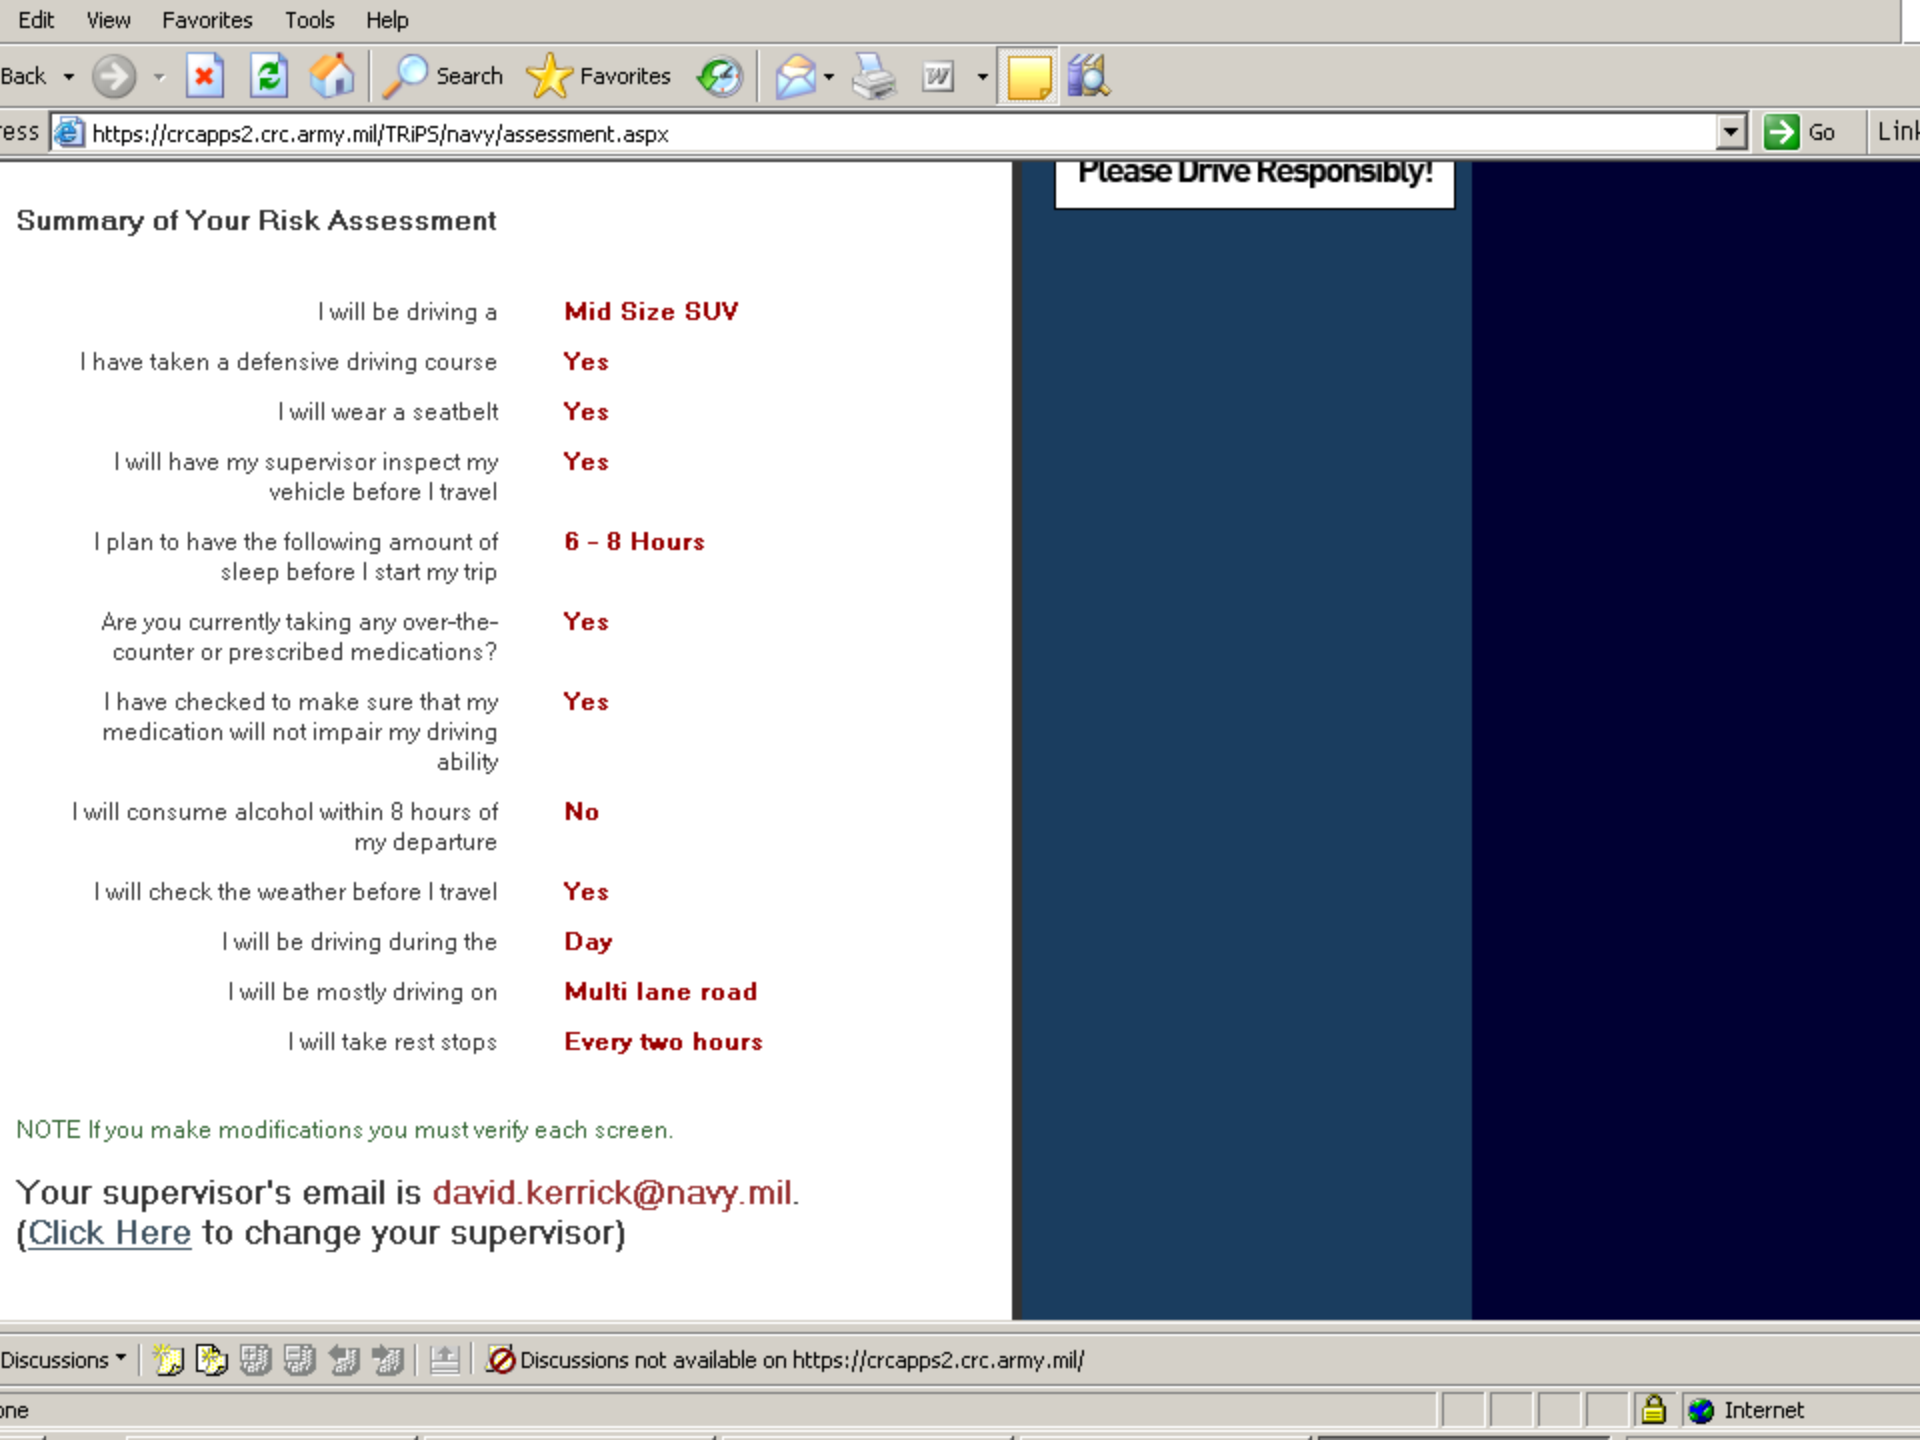 Edit View Favorites Tools Help
Back Search Favorites
ress https://crcapps2.crc.army.mil/TRiPS/navy/assessment.aspx Go Link
Please Drive Responsibly!
Summary of Your Risk Assessment
I will be driving a Mid Size SUV
I have taken a defensive driving course Yes
I will wear a seatbelt Yes
I will have my supervisor inspect my Yes
vehicle before I travel
I plan to have the following amount of 6 - 8 Hours
sleep before I start my trip
Are you currently taking any over-the- Yes
counter or prescribed medications?
I have checked to make sure that my Yes
medication will not impair my driving
ability
I will consume alcohol within 8 hours of No
my departure
I will check the weather before I travel Yes
I will be driving during the Day
I will be mostly driving on Multi lane road
I will take rest stops Every two hours
NOTE If you make modifications you must verify each screen.
Your supervisor's email is david.kerrick@navy.mil.
(Click Here to change your supervisor)
Discussions Discussions not available on https://crcapps2.crc.army.mil/
one Internet